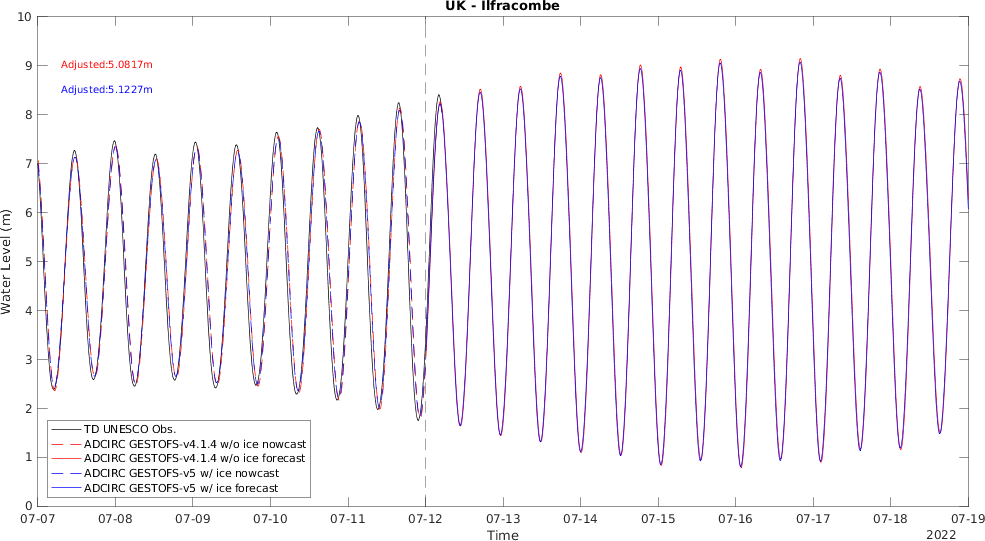 UK - Ilfracombe
10
9
8
7
6
5
4
3
2
1
0
Water Level (m)
Adjusted:5.0817m
Adjusted:5.1227m
TD UNESCO Obs.
ADCIRC GESTOFS-v4.1.4 w/o ice nowcast
ADCIRC GESTOFS-v4.1.4 w/o ice forecast
ADCIRC GESTOFS-v5 w/ ice nowcast
ADCIRC GESTOFS-v5 w/ ice forecast
07-07 07-08 07-09 07-10 07-11 07-12 07-13 07-14 07-15 07-16 07-17 07-18 07-19
Time
2022